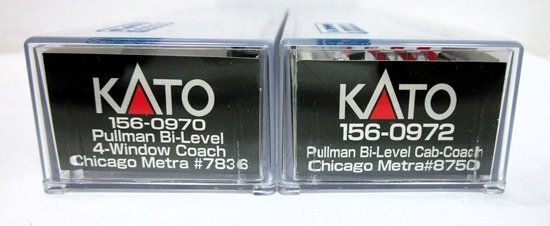 KATO
156-0970
Pullman Bi-Level
4-Window Coach
Chicago Metra #7836
KATO
156-0972
Pullman Bi-Level Cab-Coach
Chicago Metra#8750